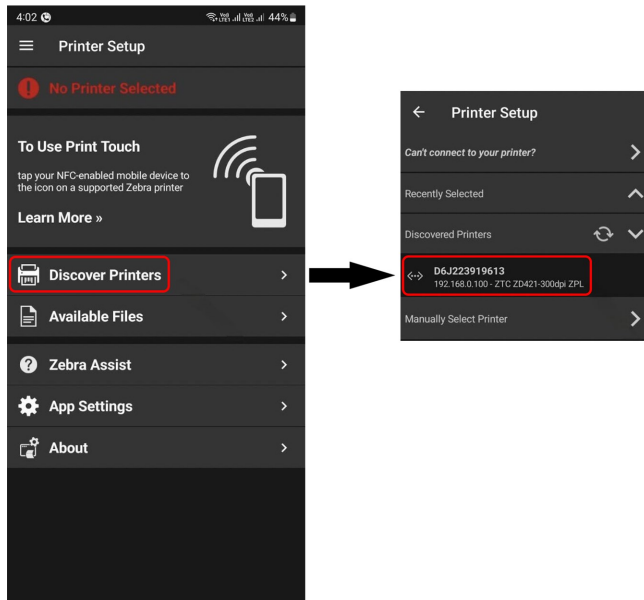 4:02 44%
Printer Setup
No Printer Selected
To Use Print Touch
tap your NFC-enabled mobile device to
the icon on a supported Zebra printer
Learn More »
Discover Printers
Available Files
Zebra Assist
App Settings
About
Printer Setup
Can't connect to your printer?
Recently Selected
Discovered Printers
D6J223919613
192.168.0.100 - ZTC ZD421-300dpi ZPL
Manually Select Printer